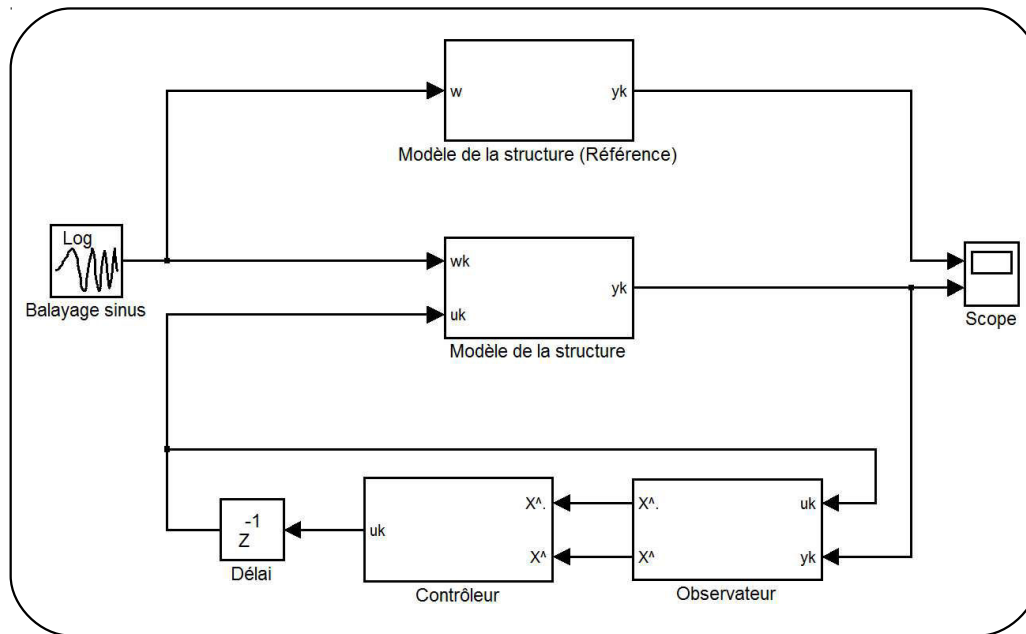 w
yk
Modèle de la structure (Référence)
Log
Balayage sinus
wk
uk
yk
Modèle de la structure
Scope
-1
Z
Délai
uk
X^.
X^
Contrôleur
X^.
X^
uk
yk
Observateur